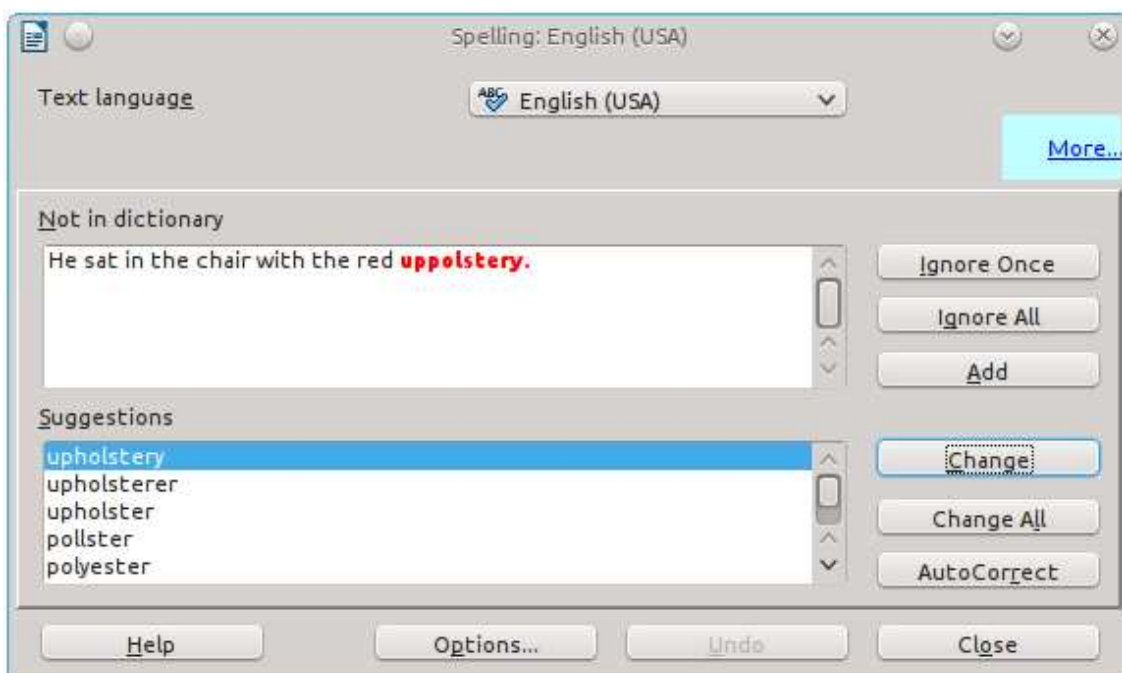 Spelling: English (USA)
Text language
ABC English (USA)
More...
Not in dictionary
He sat in the chair with the red uppolstery.
Ignore Once
Ignore All
Add
Suggestions
upholstery
upholsterer
upholster
pollster
polyester
Change
Change All
AutoCorrect
Help
Options...
Undo
Close